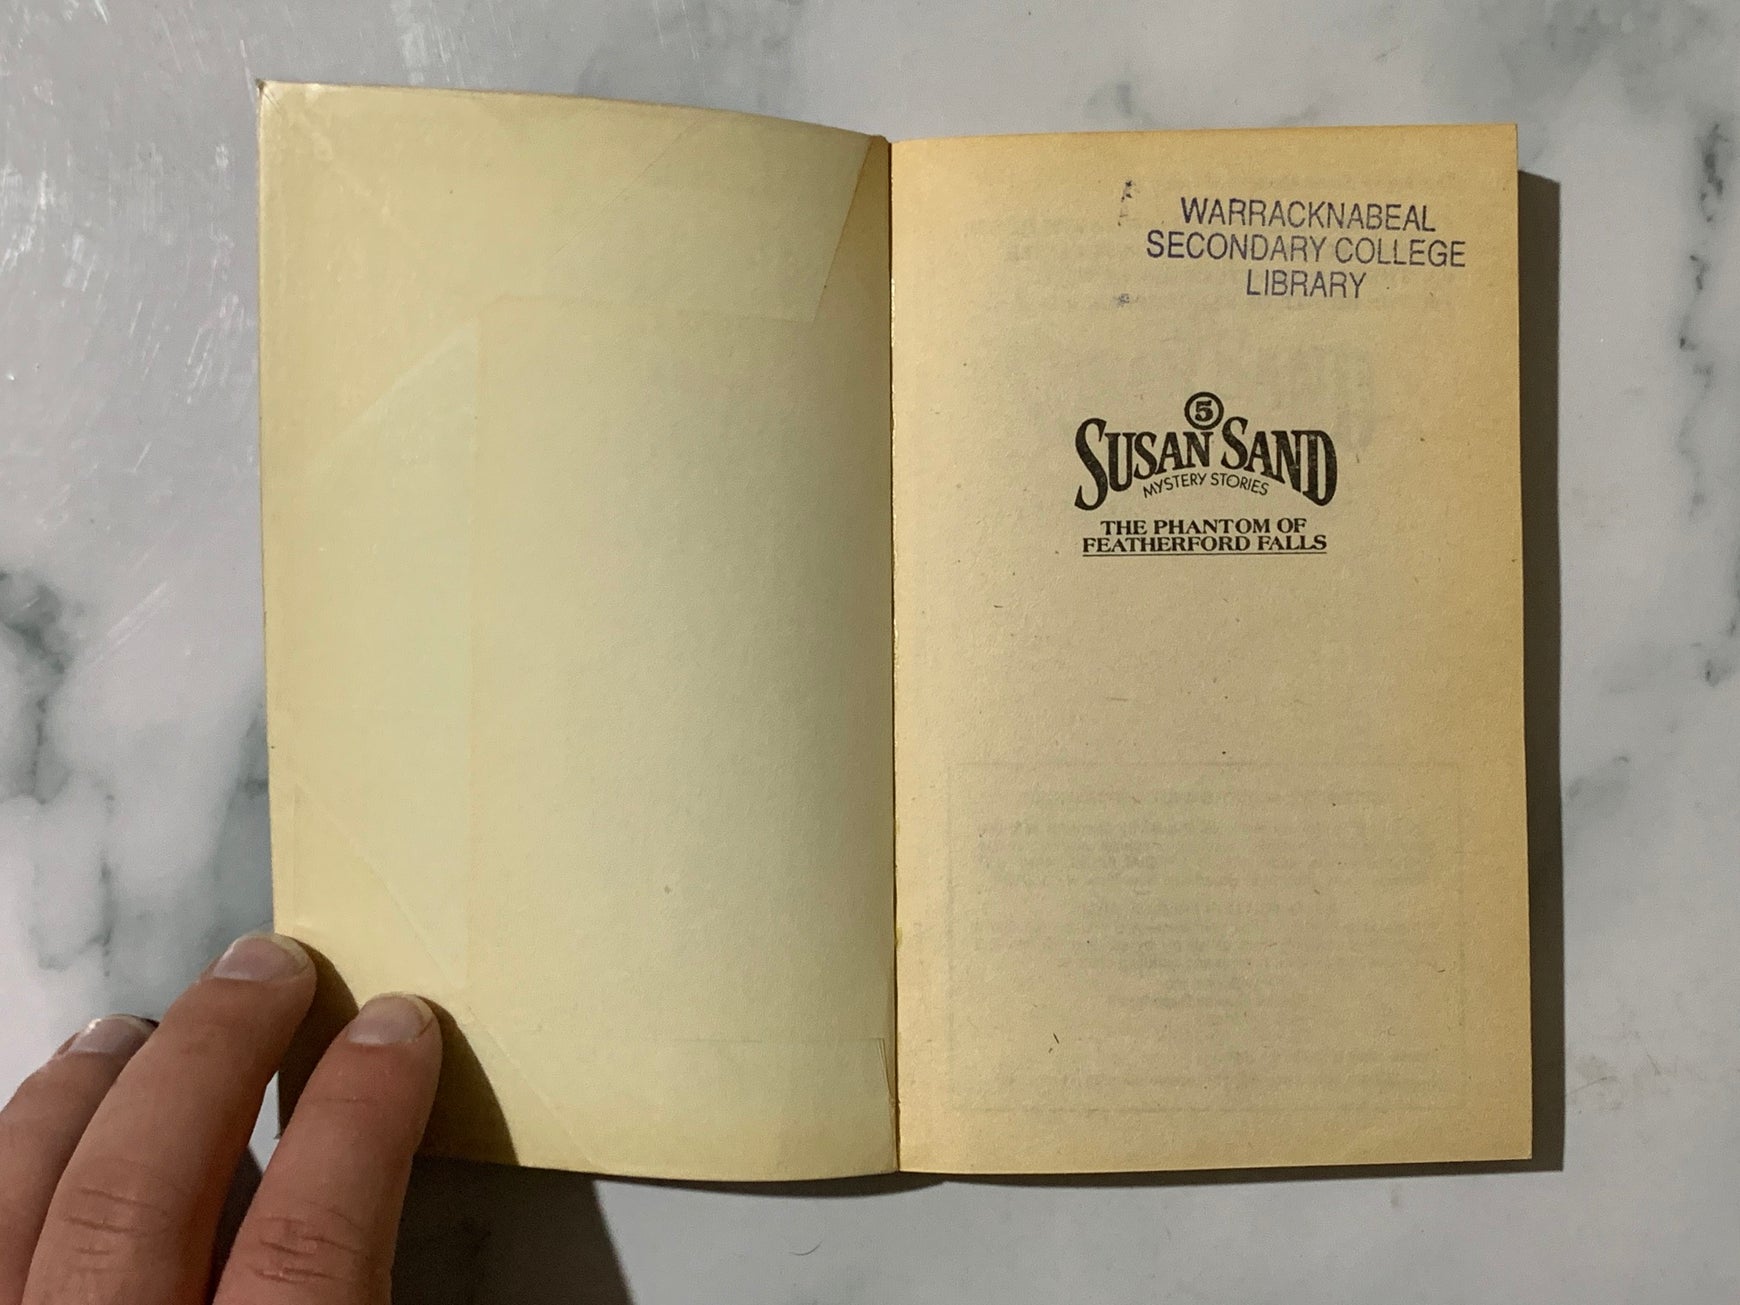 WARRACKNABEAL
SECONDARY COLLEGE
LIBRARY
5
SUSAN SAND
MYSTERY STORIES
THE PHANTOM OF
FEATHERFORD FALLS